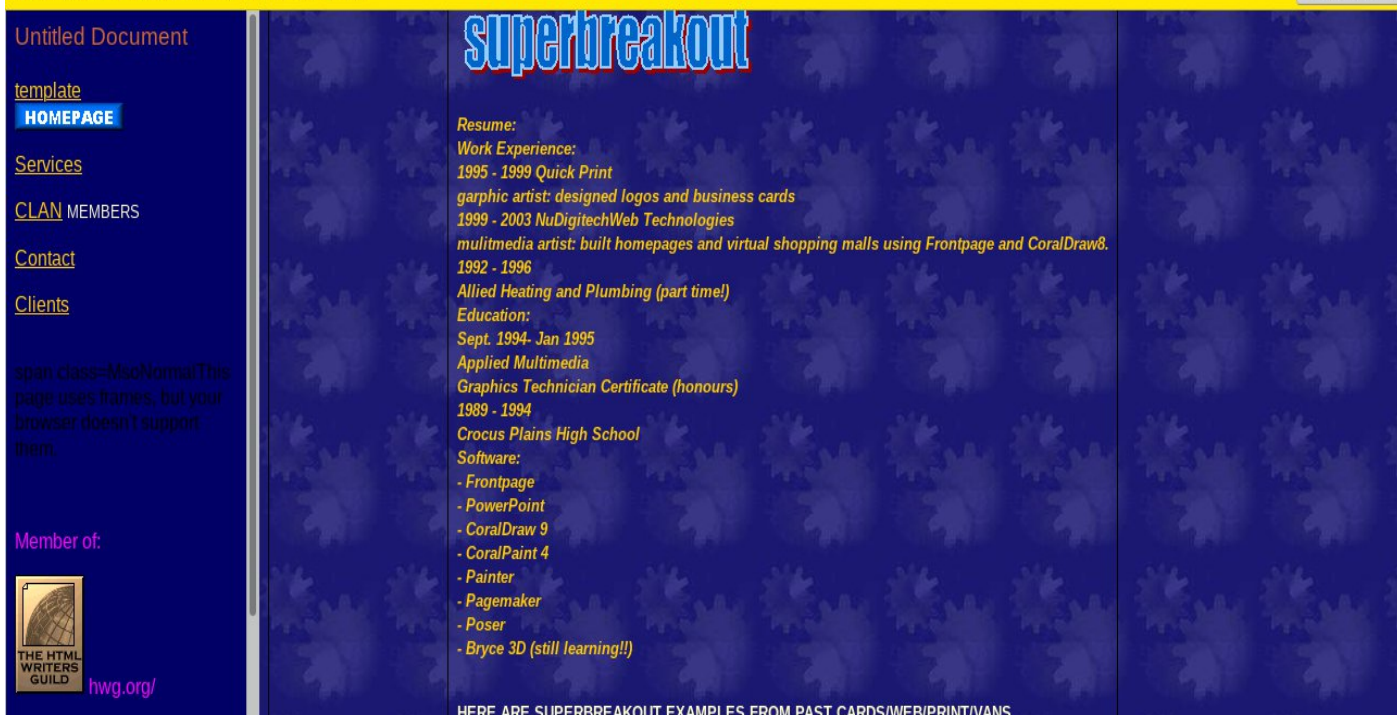 Untitled Document
template
HOMEPAGE
Services
CLAN MEMBERS
Contact
Clients
span class=MsoNormalThis
page uses frames, but your
browser doesn't support
them.
Member of:
THE HTML
WRITERS
GUILD
hwg.org/
superbreakout
Resume:
Work Experience:
1995 - 1999 Quick Print
garphic artist: designed logos and business cards
1999 - 2003 NuDigitechWeb Technologies
mulitmedia artist: built homepages and virtual shopping malls using Frontpage and CoralDraw8.
1992 - 1996
Allied Heating and Plumbing (part time!)
Education:
Sept. 1994- Jan 1995
Applied Multimedia
Graphics Technician Certificate (honours)
1989 - 1994
Crocus Plains High School
Software:
- Frontpage
- PowerPoint
- CoralDraw 9
- CoralPaint 4
- Painter
- Pagemaker
- Poser
- Bryce 3D (still learning!!)
HERE ARE SUPERBREAKOUT EXAMPLES FROM PAST CARDS/WEB/PRINT/VANS